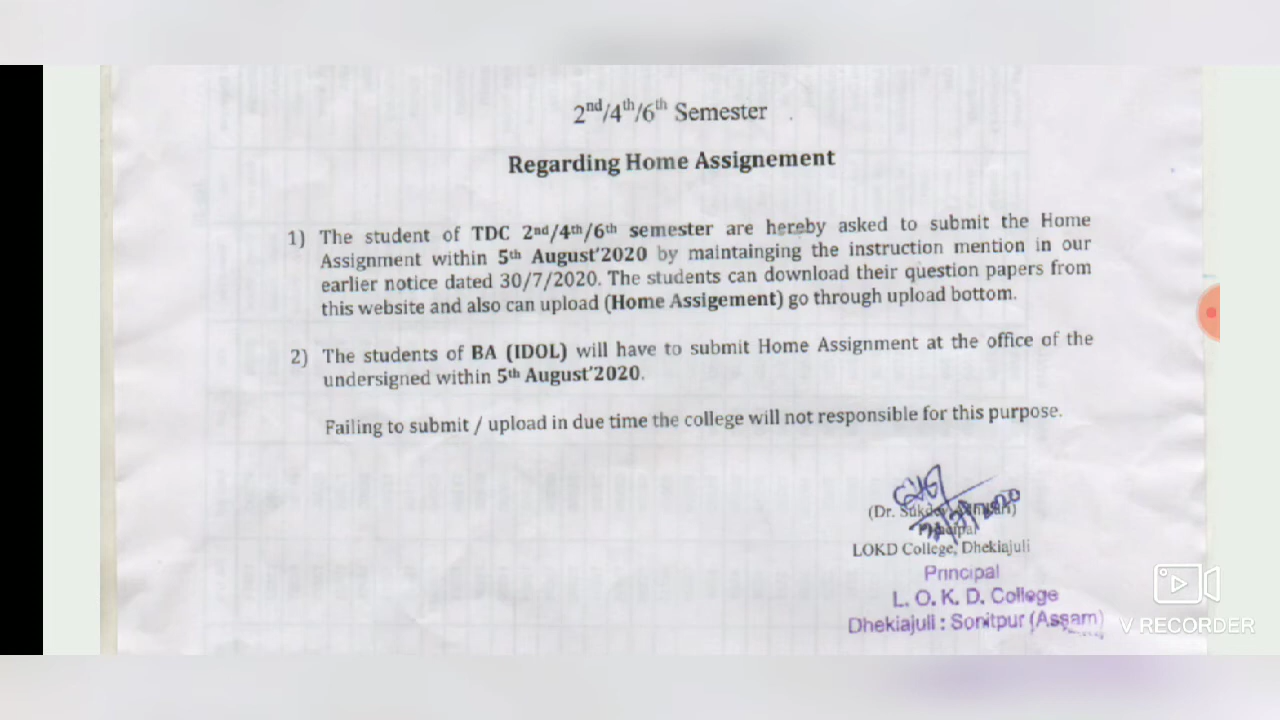 2nd/4th/6th Semester
Regarding Home Assignement
1) The student of TDC 2nd/4th/6th semester are hereby asked to submit the Home
Assignment within 5th August'2020 by maintainging the instruction mention in our
earlier notice dated 30/7/2020. The students can download their question papers from
this website and also can upload (Home Assigement) go through upload bottom.
2) The students of BA (IDOL) will have to submit Home Assignment at the office of the
undersigned within 5th August'2020.
Failing to submit / upload in due time the college will not responsible for this purpose.
(Dr.
Principal
LOKD College, Dhekiajuli
Principal
L. O. K. D. College
Dhekiajuli : Sonitpur (Assam)
V RECORDER